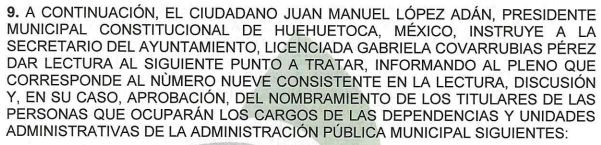 9. A CONTINUACIÓN, EL CIUDADANO JUAN MANUEL LÓPEZ ADÁN, PRESIDENTE
MUNICIPAL CONSTITUCIONAL DE HUEHUETOCA, MÉXICO, INSTRUYE A LA
SECRETARIO DEL AYUNTAMIENTO, LICENCIADA GABRIELA COVARRUBIAS PÉREZ
DAR LECTURA AL SIGUIENTE PUNTO A TRATAR, INFORMANDO AL PLENO QUE
CORRESPONDE AL NÙMERO NUEVE CONSISTENTE EN LA LECTURA, DISCUSIÓN
Y, EN SU CASO, APROBACIÓN, DEL NOMBRAMIENTO DE LOS TITULARES DE LAS
PERSONAS QUE OCUPARÁN LOS CARGOS DE LAS DEPENDENCIAS Y UNIDADES
ADMINISTRATIVAS DE LA ADMINISTRACIÓN PÚBLICA MUNICIPAL SIGUIENTES: